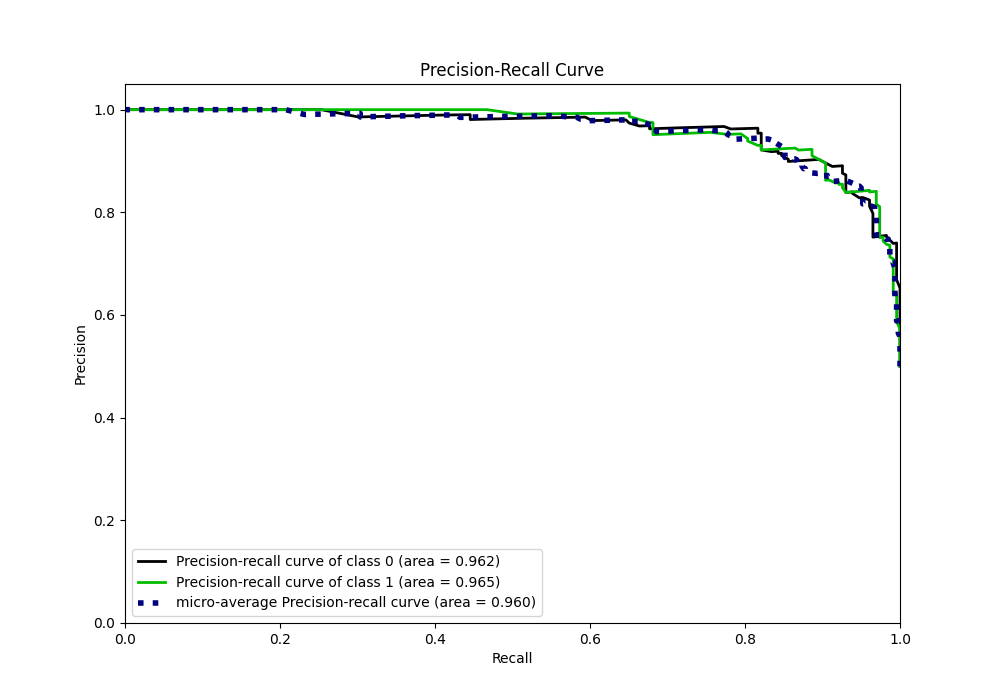 Precision-Recall Curve
1.0
0.8
0.6
0.4
0.2
0.0
Precision
Precision-recall curve of class 0 (area = 0.962)
Precision-recall curve of class 1 (area = 0.965)
micro-average Precision-recall curve (area = 0.960)
0.0 0.2 0.4 0.6 0.8 1.0
Recall